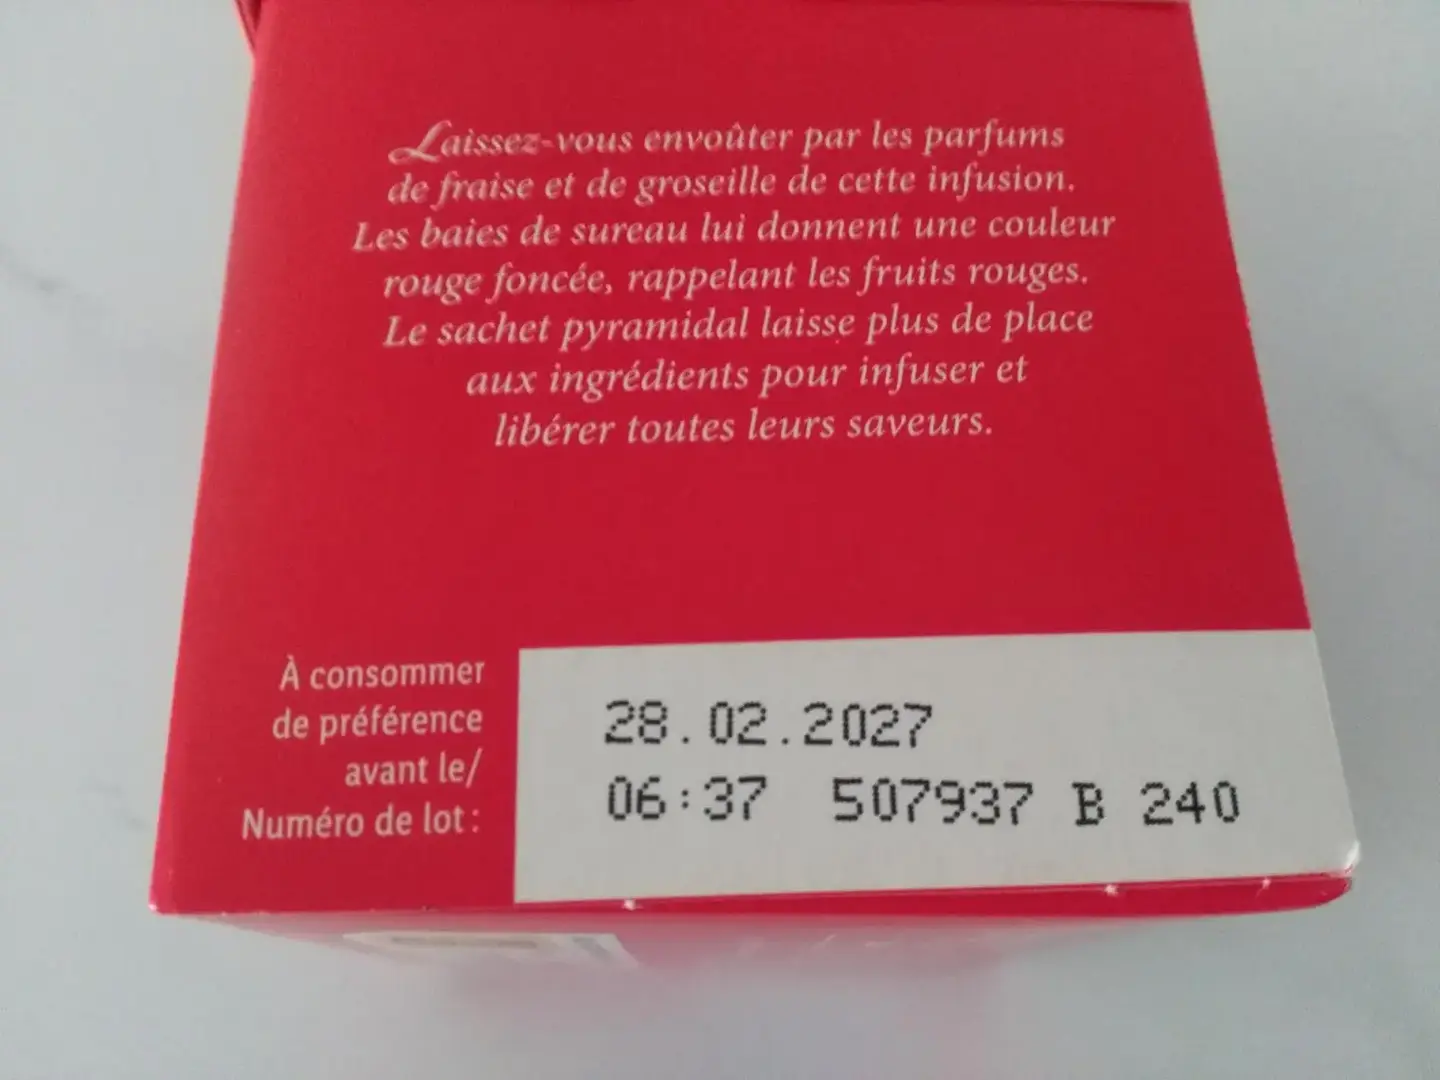 Laissez-vous envoûter par les parfums
de fraise et de groseille de cette infusion.
Les baies de sureau lui donnent une couleur
rouge foncée, rappelant les fruits rouges.
Le sachet pyramidal laisse plus de place
aux ingrédients pour infuser et
libérer toutes leurs saveurs.
À consommer
de préférence
avant le/
Numéro de lot :
28.02.2027
06:37 507937 B 240